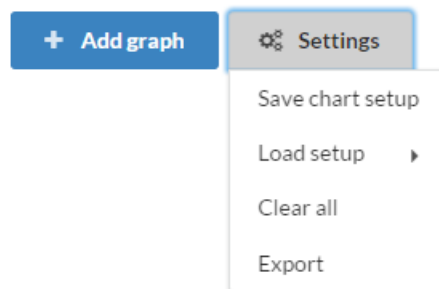 + Add graph
Settings
Save chart setup
Load setup
Clear all
Export